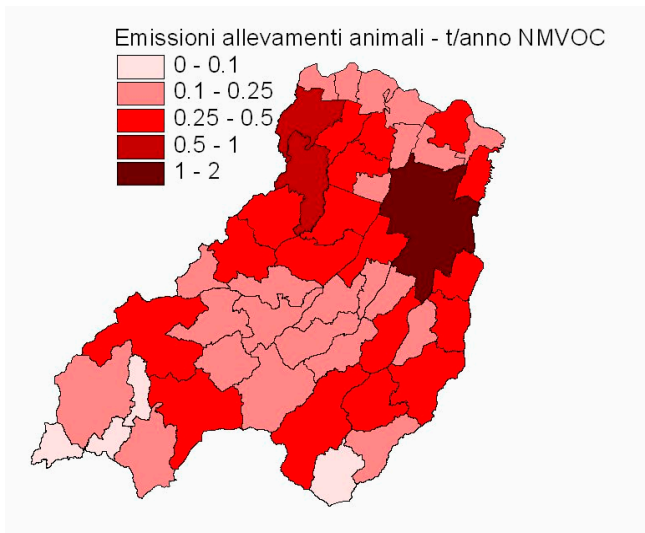 Emissioni allevamenti animali - t/anno NMVOC
0 - 0.1
0.1 - 0.25
0.25 - 0.5
0.5 - 1
1 - 2